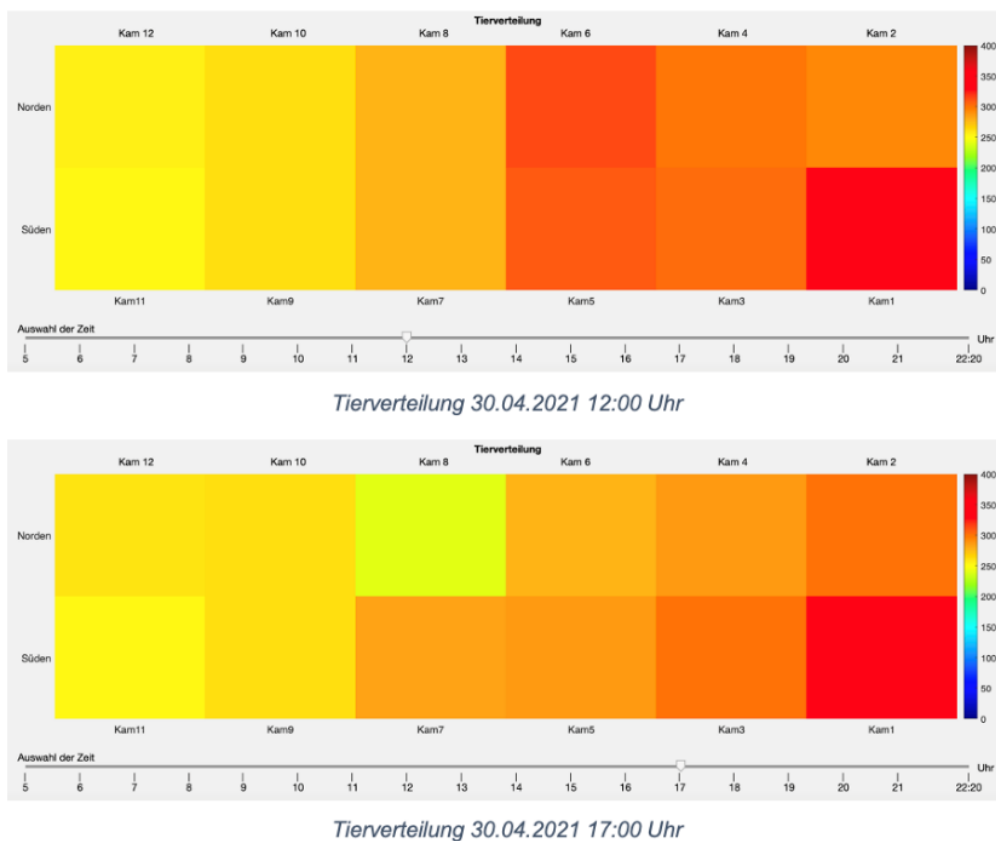 Tierverteilung
Kam 12 Kam 10 Kam 8 Kam 6 Kam 4 Kam 2
400
350
Norden
300
250
200
150
Süden
100
50
0
Kam11 Kam9 Kam7 Kam5 Kam3 Kam1
Auswahl der Zeit
Uhr
5 6 7 8 9 10 11 12 13 14 15 16 17 18 19 20 21 22:20
Tierverteilung 30.04.2021 12:00 Uhr
Tierverteilung
Kam 12 Kam 10 Kam 8 Kam 6 Kam 4 Kam 2
400
350
Norden
300
250
200
150
Süden
100
50
0
Kam11 Kam9 Kam7 Kam5 Kam3 Kam1
Auswahl der Zeit
Uhr
5 6 7 8 9 10 11 12 13 14 15 16 17 18 19 20 21 22:20
Tierverteilung 30.04.2021 17:00 Uhr